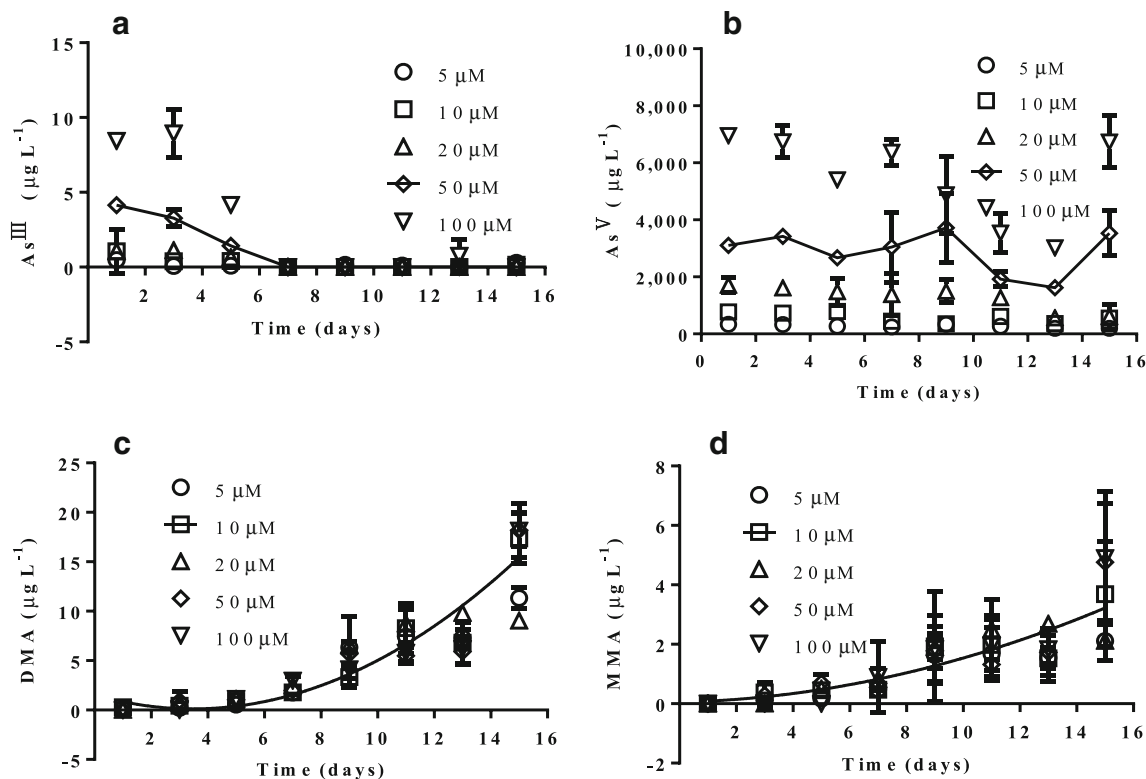 a
As^III (µg L^-1)
15
10
5
0
-5
5 µM
10 µM
20 µM
50 µM
100 µM
2 4 6 8 10 12 14 16
Time (days)
b
As^V (µg L^-1)
10,000
8,000
6,000
4,000
2,000
0
5 µM
10 µM
20 µM
50 µM
100 µM
0 2 4 6 8 10 12 14 16
Time (days)
c
DMA (µg L^-1)
25
20
15
10
5
0
-5
5 µM
10 µM
20 µM
50 µM
100 µM
2 4 6 8 10 12 14 16
Time (days)
d
MMA (µg L^-1)
8
6
4
2
0
-2
5 µM
10 µM
20 µM
50 µM
100 µM
2 4 6 8 10 12 14 16
Time (days)